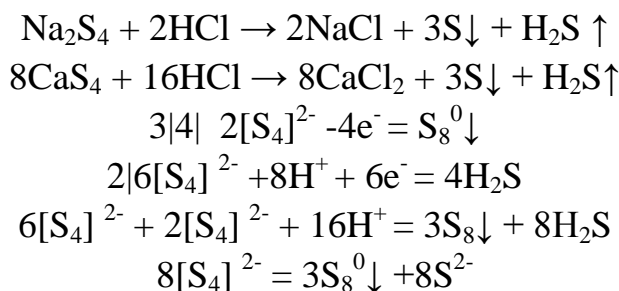 Na₂S₄ + 2HCl → 2NaCl + 3S↓ + H₂S ↑
8CaS₄ + 16HCl → 8CaCl₂ + 3S↓ + H₂S↑
3|4| 2[S₄]²⁻ -4e⁻ = S₈⁰↓
2|6[S₄] ²⁻ +8H⁺ + 6e⁻ = 4H₂S
6[S₄] ²⁻ + 2[S₄] ²⁻ + 16H⁺ = 3S₈↓ + 8H₂S
8[S₄] ²⁻ = 3S₈⁰↓ +8S²⁻